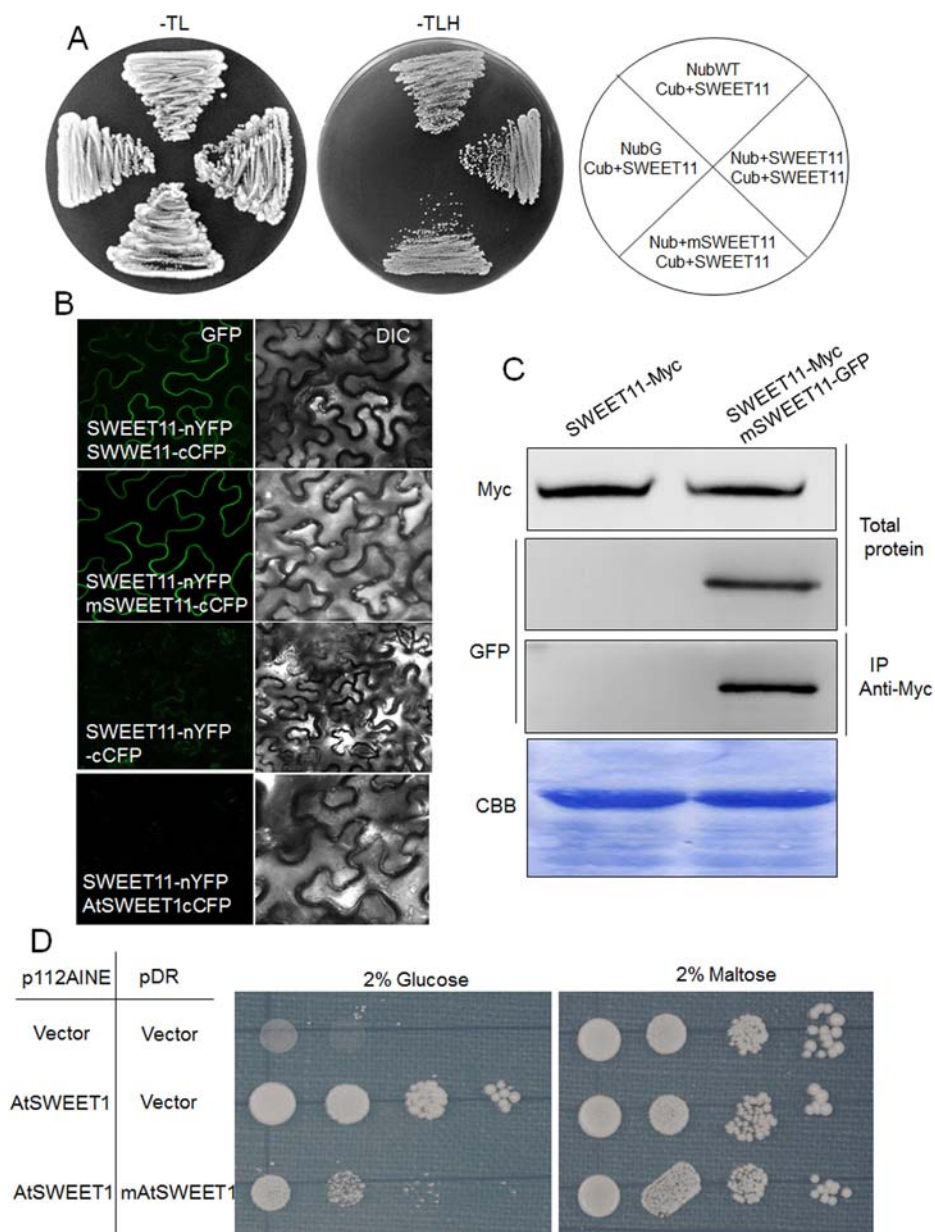 A
-TL
-TLH
NubWT
Cub+SWEET11
NubG
Cub+SWEET11
Nub+SWEET11
Cub+SWEET11
Nub+mSWEET11
Cub+SWEET11
B
GFP
DIC
SWEET11-nYFP
SWWE11-cCFP
SWEET11-nYFP
mSWEET11-cCFP
SWEET11-nYFP
-cCFP
SWEET11-nYFP
AtSWEET1cCFP
C
SWEET11-Myc
SWEET11-Myc
mSWEET11-GFP
Myc
Total
protein
GFP
IP
Anti-Myc
CBB
D
p112AINE
pDR
2% Glucose
2% Maltose
Vector
Vector
AtSWEET1
Vector
AtSWEET1
mAtSWEET1